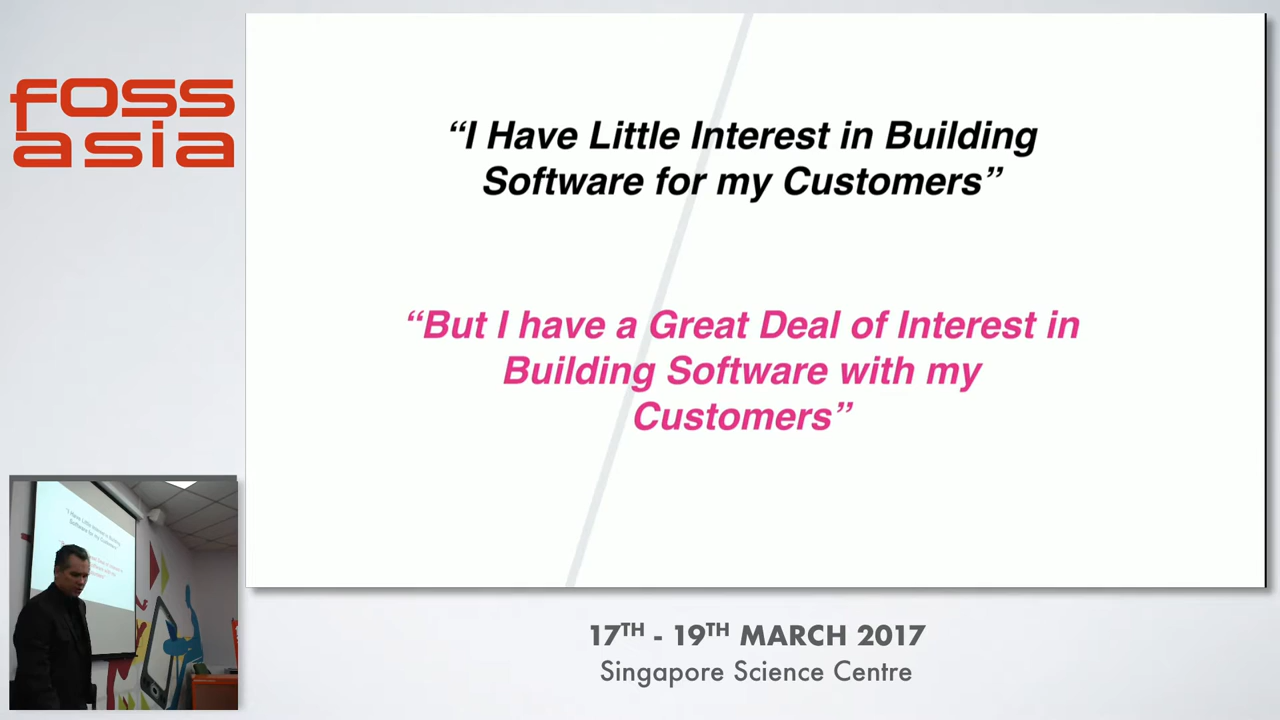 foss
asia
“I Have Little Interest in Building
Software for my Customers”
“But I have a Great Deal of Interest in
Building Software with my
Customers”
17TH - 19TH MARCH 2017
Singapore Science Centre